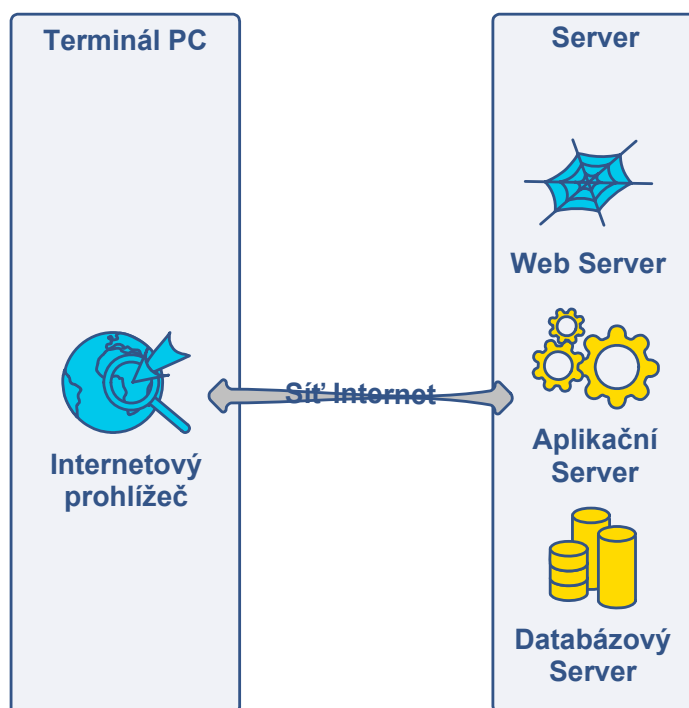 Terminál PC
Internetový
prohlížeč
Síť Internet
Server
Web Server
Aplikační
Server
Databázový
Server